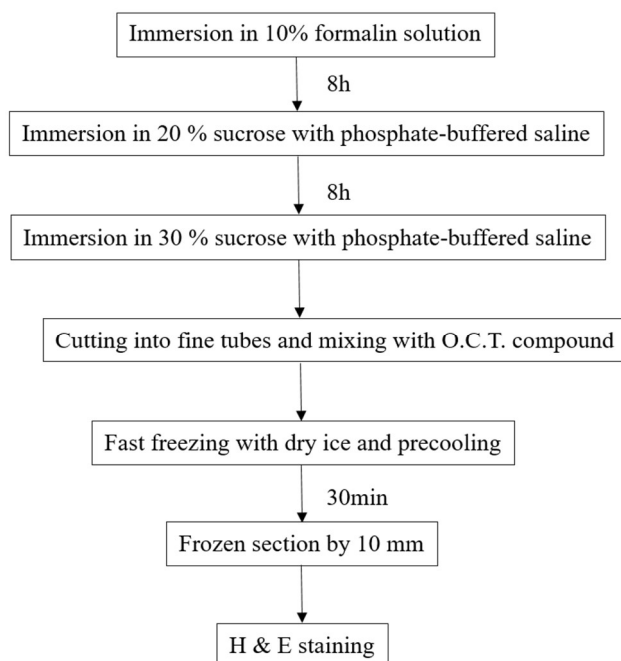 Immersion in 10% formalin solution
8h
Immersion in 20 % sucrose with phosphate-buffered saline
8h
Immersion in 30 % sucrose with phosphate-buffered saline
Cutting into fine tubes and mixing with O.C.T. compound
Fast freezing with dry ice and precooling
30min
Frozen section by 10 mm
H & E staining